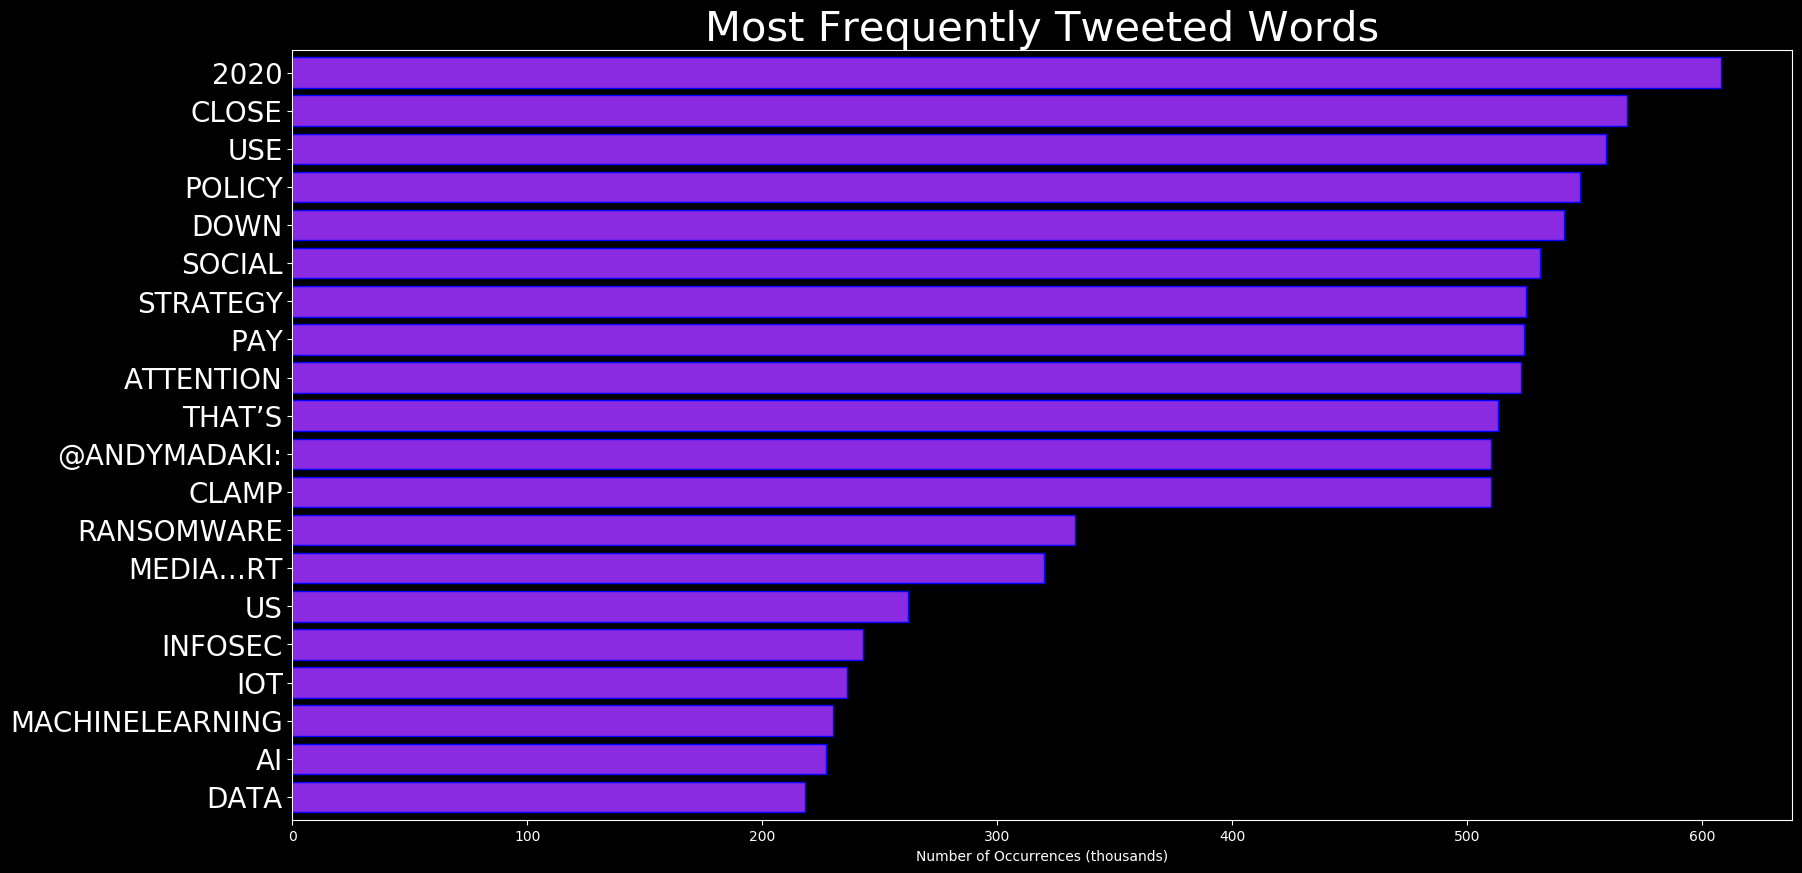 Most Frequently Tweeted Words
2020
CLOSE
USE
POLICY
DOWN
SOCIAL
STRATEGY
PAY
ATTENTION
THAT’S
@ANDYMADAKI:
CLAMP
RANSOMWARE
MEDIA…RT
US
INFOSEC
IOT
MACHINELEARNING
AI
DATA
0 100 200 300 400 500 600
Number of Occurrences (thousands)